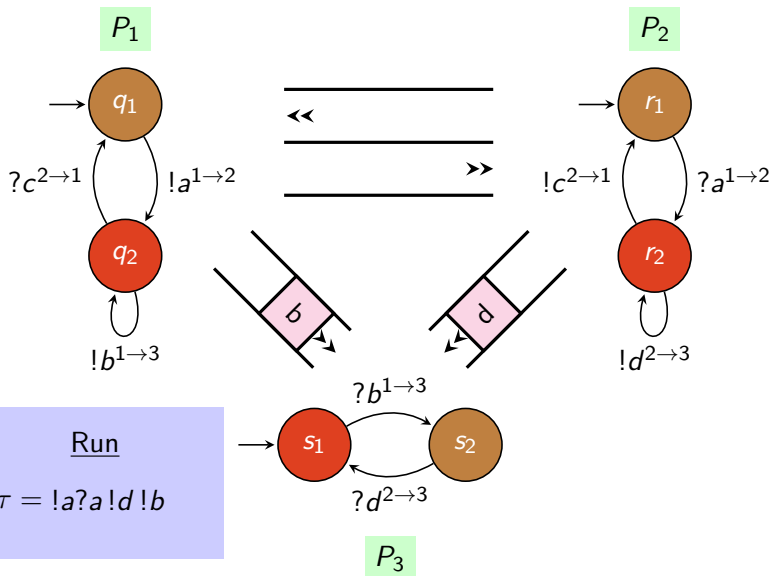 P₁ P₂
q₁ r₁
?c²→¹ !a¹→² !c²→¹ ?a¹→²
q₂ r₂
b d
!b¹→³ !d²→³
?b¹→³
s₁ s₂
?d²→³
Run
τ = !a?a!d!b
P₃